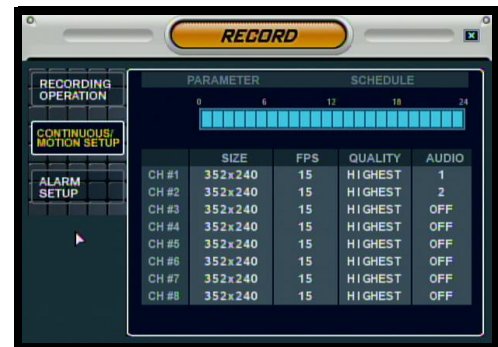 RECORD
RECORDING OPERATION
CONTINUOUS/ MOTION SETUP
ALARM SETUP
PARAMETER SCHEDULE
0 6 12 18 24
SIZE FPS QUALITY AUDIO
CH #1 352x240 15 HIGHEST 1
CH #2 352x240 15 HIGHEST 2
CH #3 352x240 15 HIGHEST OFF
CH #4 352x240 15 HIGHEST OFF
CH #5 352x240 15 HIGHEST OFF
CH #6 352x240 15 HIGHEST OFF
CH #7 352x240 15 HIGHEST OFF
CH #8 352x240 15 HIGHEST OFF